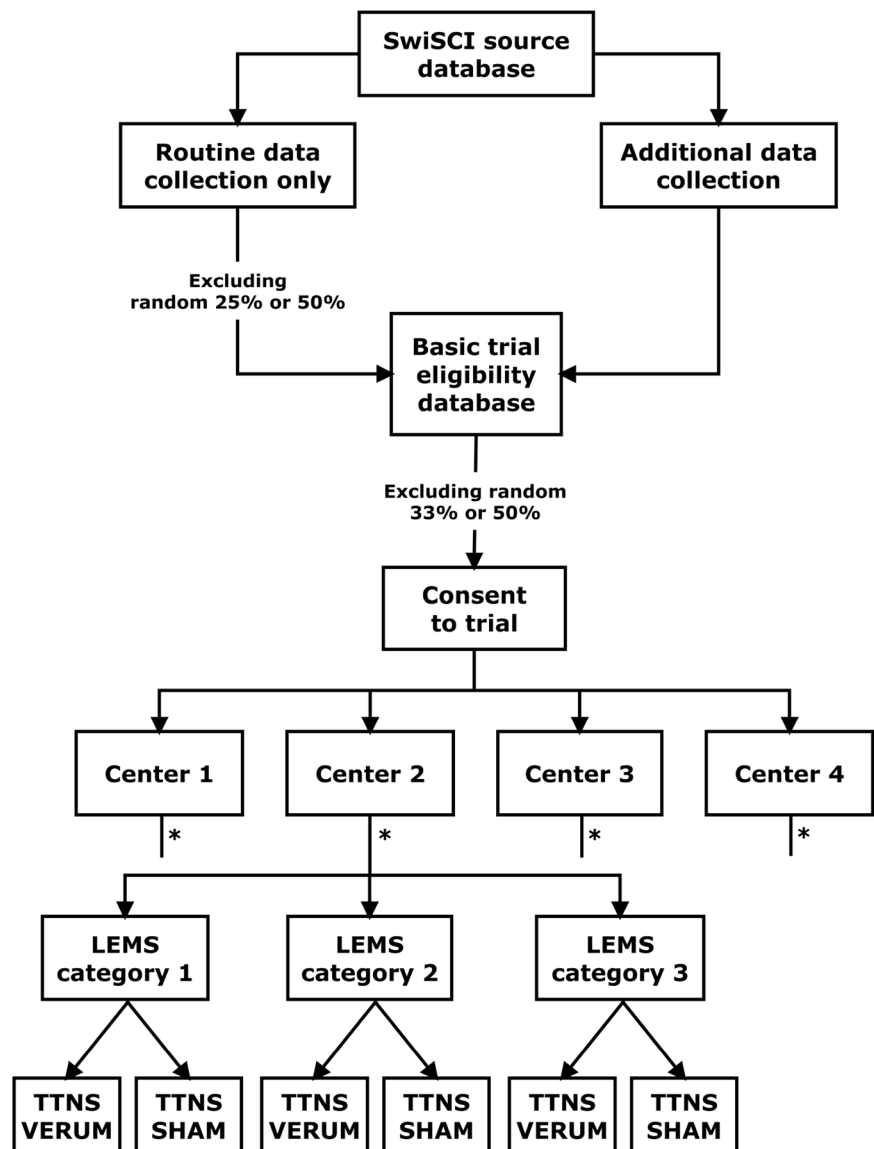 SwiSCI source
database
Routine data
collection only
Additional data
collection
Excluding
random 25% or 50%
Basic trial
eligibility
database
Excluding random
33% or 50%
Consent
to trial
Center 1
Center 2
Center 3
Center 4
*
*
*
*
LEMS
category 1
LEMS
category 2
LEMS
category 3
TTNS
VERUM
TTNS
SHAM
TTNS
VERUM
TTNS
SHAM
TTNS
VERUM
TTNS
SHAM